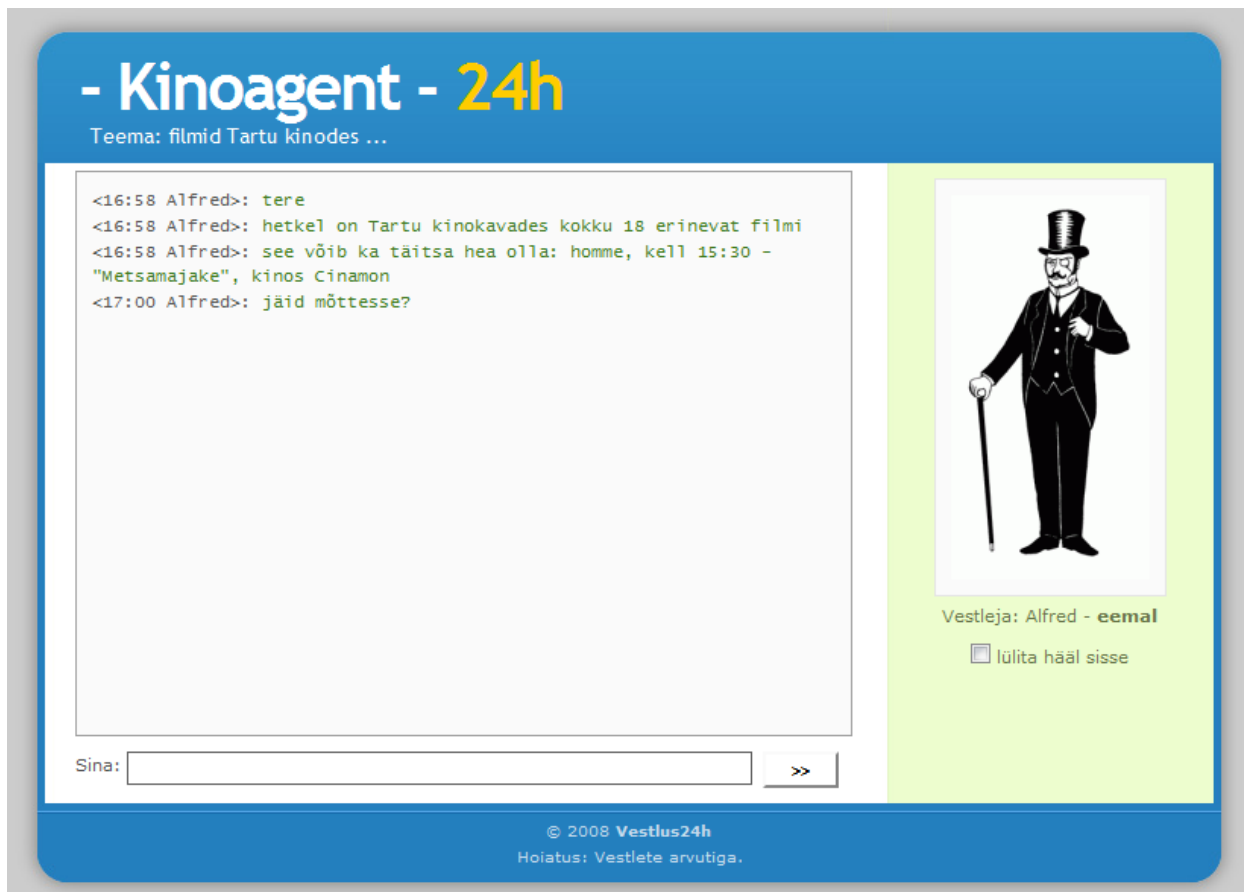 - Kinoagent - 24h
Teema: filmid Tartu kinodes ...
<16:58 Alfred>: tere
<16:58 Alfred>: hetkel on Tartu kinokavades kokku 18 erinevat filmi
<16:58 Alfred>: see võib ka täitsa hea olla: homme, kell 15:30 -
"Metsamajake", kinos Cinamon
<17:00 Alfred>: jäid mõttesse?
Vestleja: Alfred - eemal
lülita hääl sisse
Sina:
>>
© 2008 Vestlus24h
Hoiatus: Vestlete arvutiga.